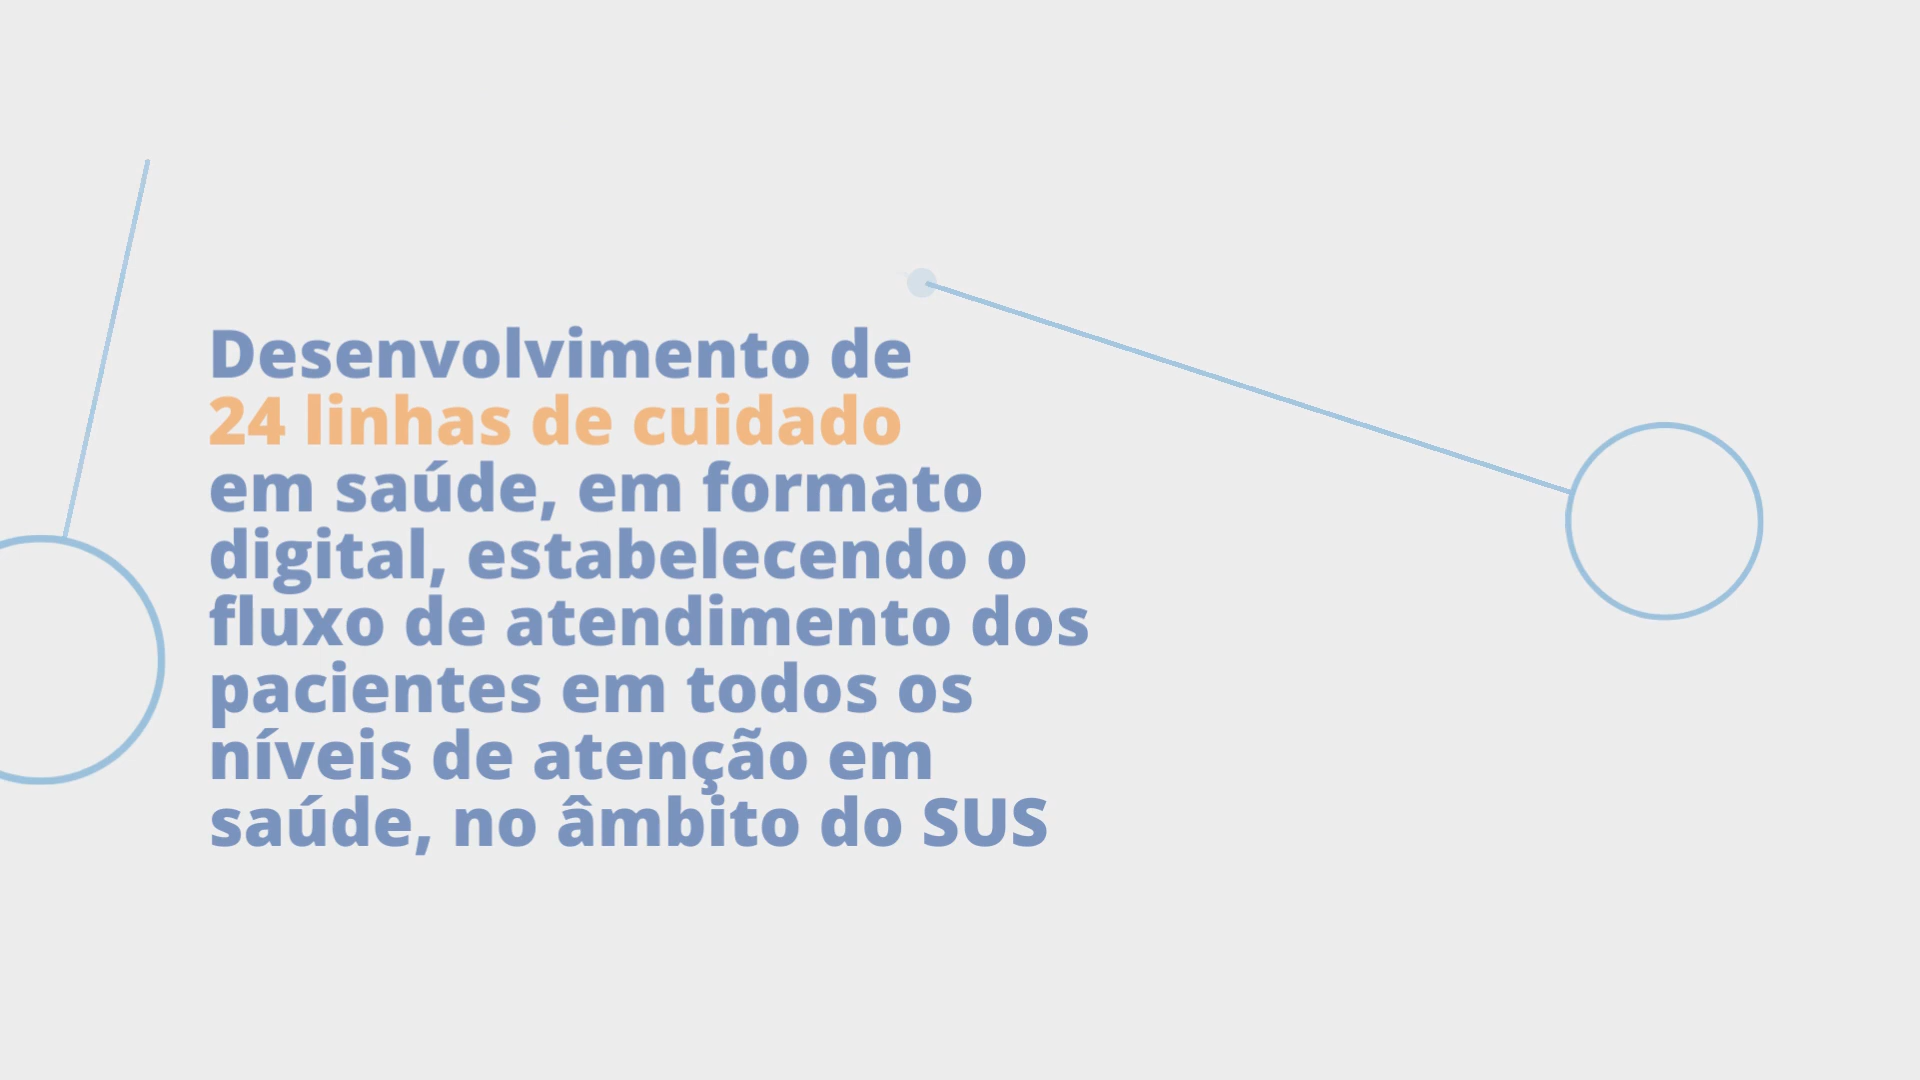 Desenvolvimento de
24 linhas de cuidado
em saúde, em formato
digital, estabelecendo o
fluxo de atendimento dos
pacientes em todos os
níveis de atenção em
saúde, no âmbito do SUS